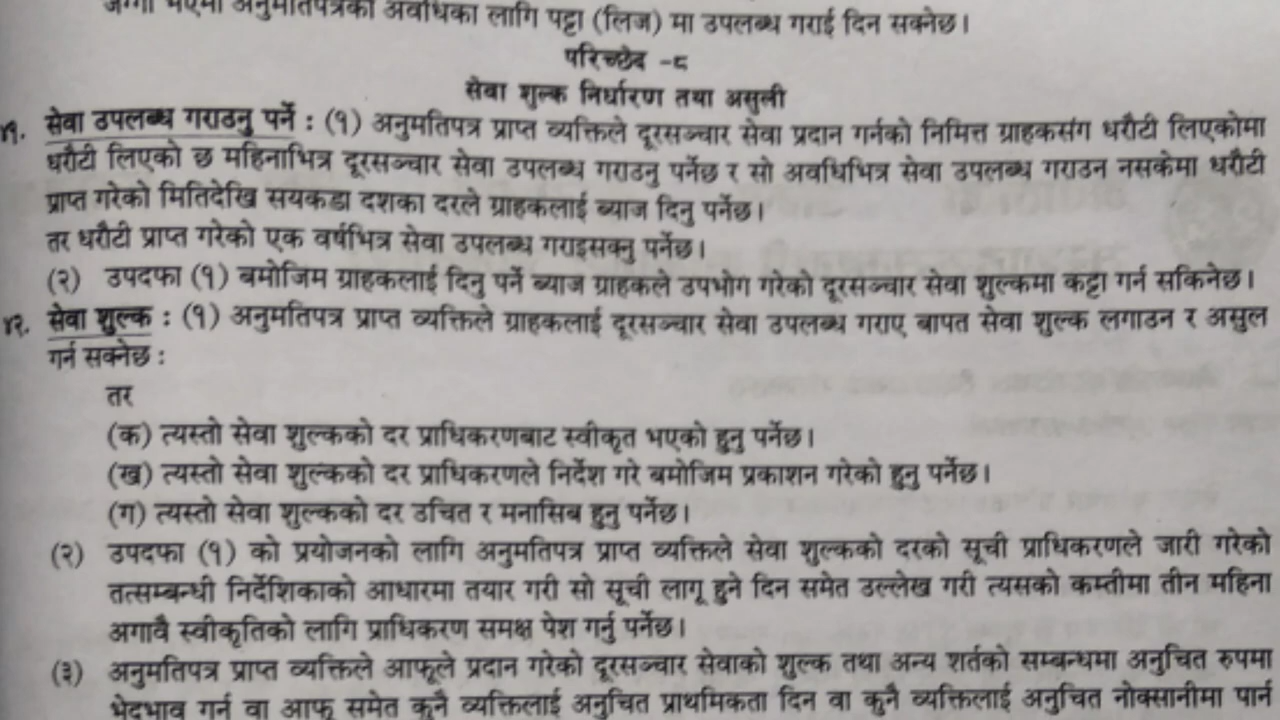 जग्गा भएमा अनुमतिपत्रको अवधिका लागि पट्टा (लिज) मा उपलब्ध गराई दिन सक्नेछ।
परिच्छेद -८
सेवा शुल्क निर्धारण तथा असुली
४१. सेवा उपलब्ध गराउनु पर्ने : (१) अनुमतिपत्र प्राप्त व्यक्तिले दूरसञ्चार सेवा प्रदान गर्नको निमित्त ग्राहकसंग धरौटी लिएकोमा
धरौटी लिएको छ महिनाभित्र दूरसञ्चार सेवा उपलब्ध गराउनु पर्नेछ र सो अवधिभित्र सेवा उपलब्ध गराउन नसकेमा धरौटी
प्राप्त गरेको मितिदेखि सयकडा दशका दरले ग्राहकलाई ब्याज दिनु पर्नेछ।
तर धरौटी प्राप्त गरेको एक वर्षभित्र सेवा उपलब्ध गराइसक्नु पर्नेछ।
(२) उपदफा (१) बमोजिम ग्राहकलाई दिनु पर्ने ब्याज ग्राहकले उपभोग गरेको दूरसञ्चार सेवा शुल्कमा कट्टा गर्न सकिनेछ।
४२. सेवा शुल्क : (१) अनुमतिपत्र प्राप्त व्यक्तिले ग्राहकलाई दूरसञ्चार सेवा उपलब्ध गराए बापत सेवा शुल्क लगाउन र असुल
गर्न सक्नेछ :
तर
(क) त्यस्तो सेवा शुल्कको दर प्राधिकरणबाट स्वीकृत भएको हुनु पर्नेछ।
(ख) त्यस्तो सेवा शुल्कको दर प्राधिकरणले निर्देश गरे बमोजिम प्रकाशन गरेको हुनु पर्नेछ।
(ग) त्यस्तो सेवा शुल्कको दर उचित र मनासिब हुनु पर्नेछ।
(२) उपदफा (१) को प्रयोजनको लागि अनुमतिपत्र प्राप्त व्यक्तिले सेवा शुल्कको दरको सूची प्राधिकरणले जारी गरेको
तत्सम्बन्धी निर्देशिकाको आधारमा तयार गरी सो सूची लागू हुने दिन समेत उल्लेख गरी त्यसको कम्तीमा तीन महिना
अगावै स्वीकृतिको लागि प्राधिकरण समक्ष पेश गर्नु पर्नेछ।
(३) अनुमतिपत्र प्राप्त व्यक्तिले आफूले प्रदान गरेको दूरसञ्चार सेवाको शुल्क तथा अन्य शर्तको सम्बन्धमा अनुचित रुपमा
भेदभाव गर्न वा आफू समेत कुनै व्यक्तिलाई अनुचित प्राथमिकता दिन वा कुनै व्यक्तिलाई अनुचित नोक्सानीमा पार्न